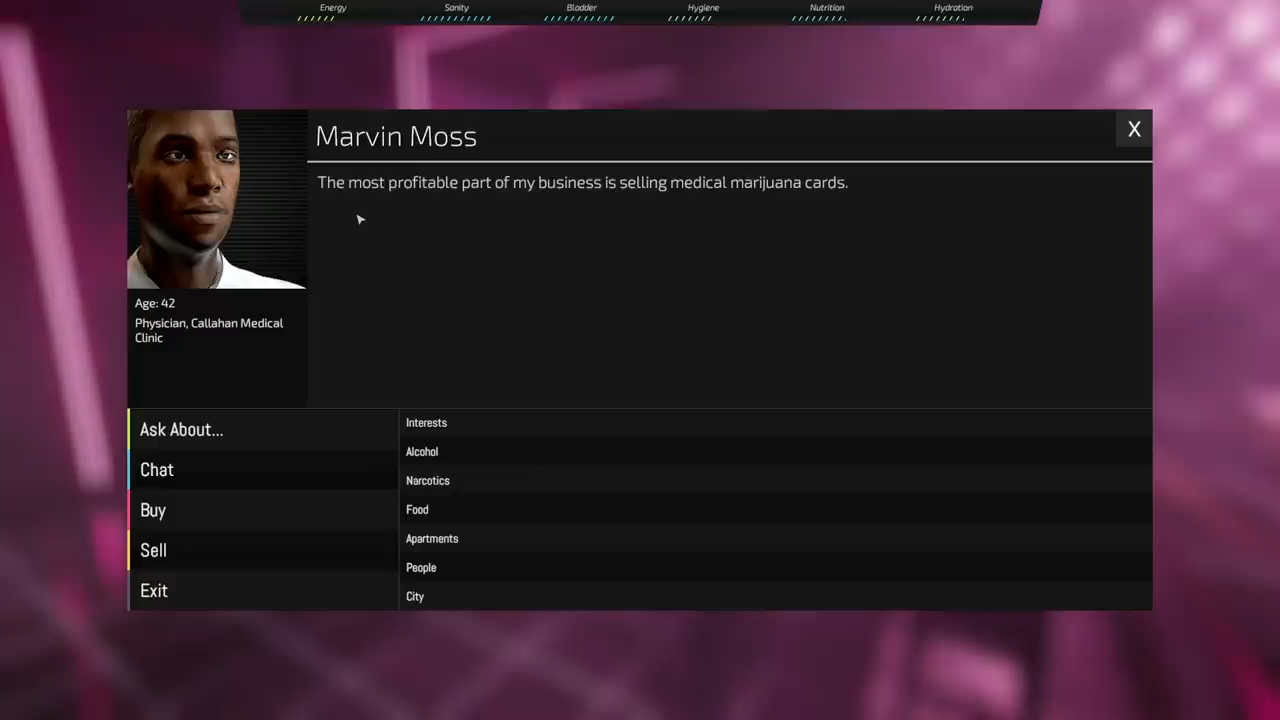 Energy
Sanity
Bladder
Hygiene
Nutrition
Hydration
Marvin Moss
X
The most profitable part of my business is selling medical marijuana cards.
Age: 42
Physician, Callahan Medical
Clinic
Ask About...
Chat
Buy
Sell
Exit
Interests
Alcohol
Narcotics
Food
Apartments
People
City